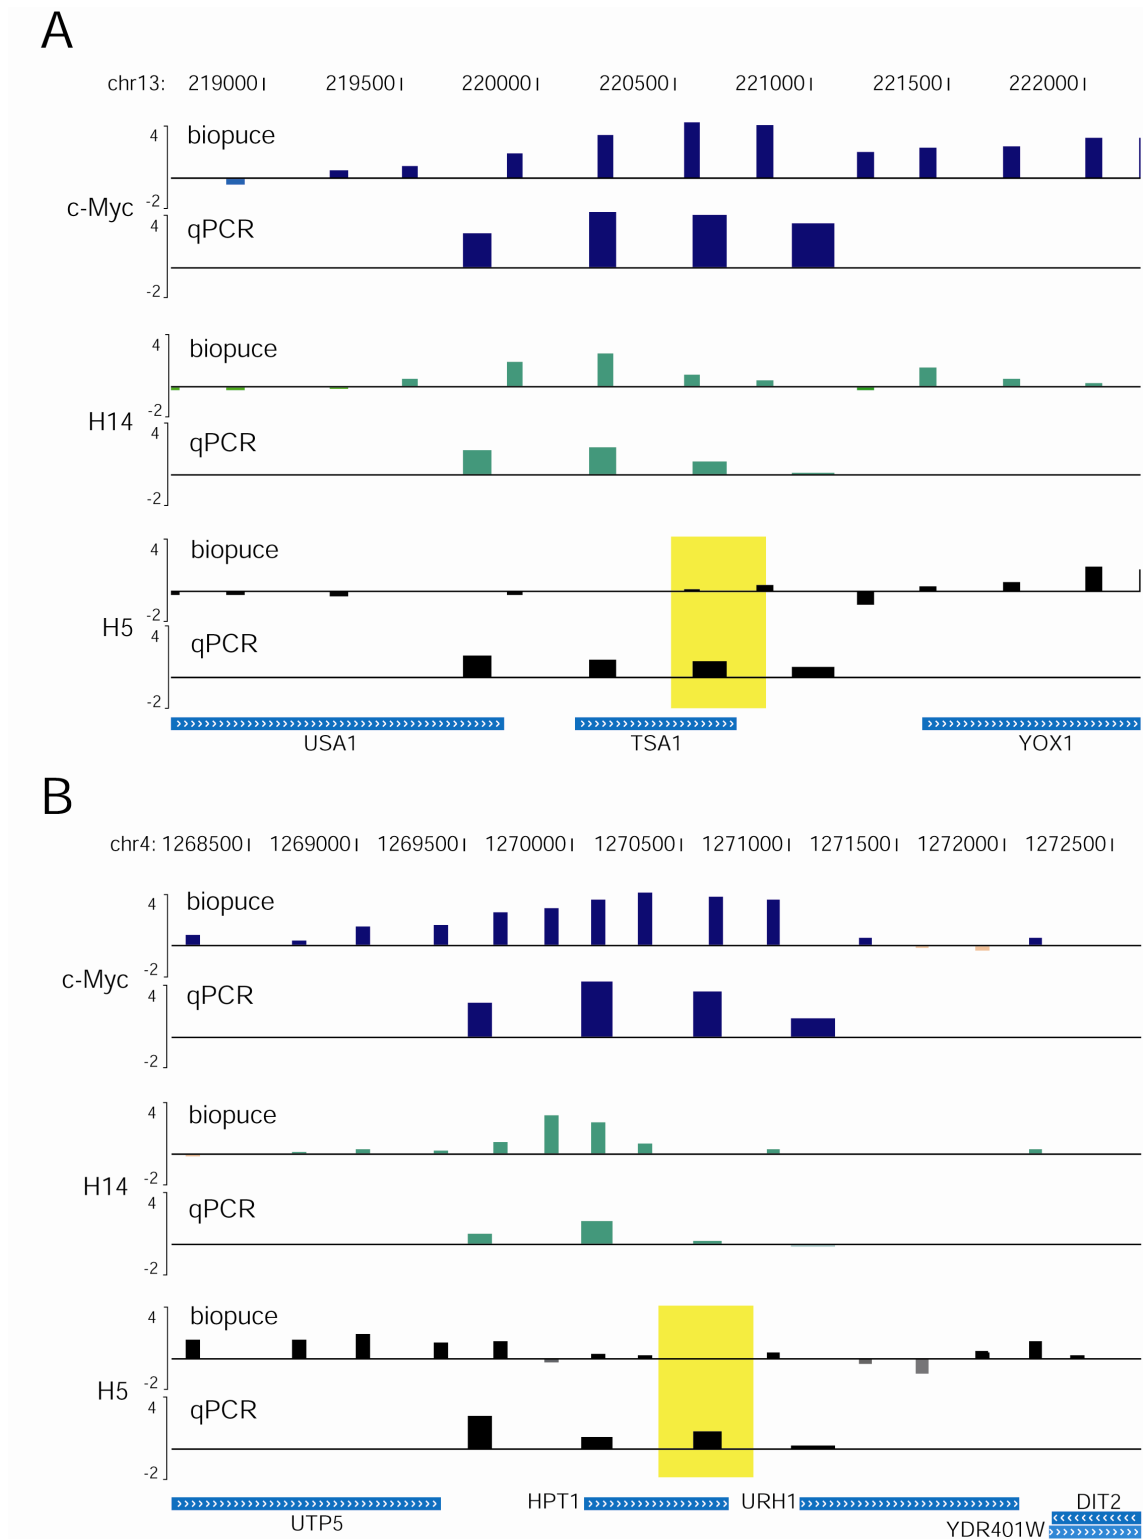 A
chr13: 219000 219500 220000 220500 221000 221500 222000
4
biopuce
-2
c-Myc
4
qPCR
-2
4
biopuce
-2
H14
4
qPCR
-2
4
biopuce
-2
H5
4
qPCR
-2
USA1 TSA1 YOX1
B
chr4: 1268500 1269000 1269500 1270000 1270500 1271000 1271500 1272000 1272500
4
biopuce
-2
c-Myc
4
qPCR
-2
4
biopuce
-2
H14
4
qPCR
-2
4
biopuce
-2
H5
4
qPCR
-2
HPT1 URH1 DIT2
UTP5 YDR401W